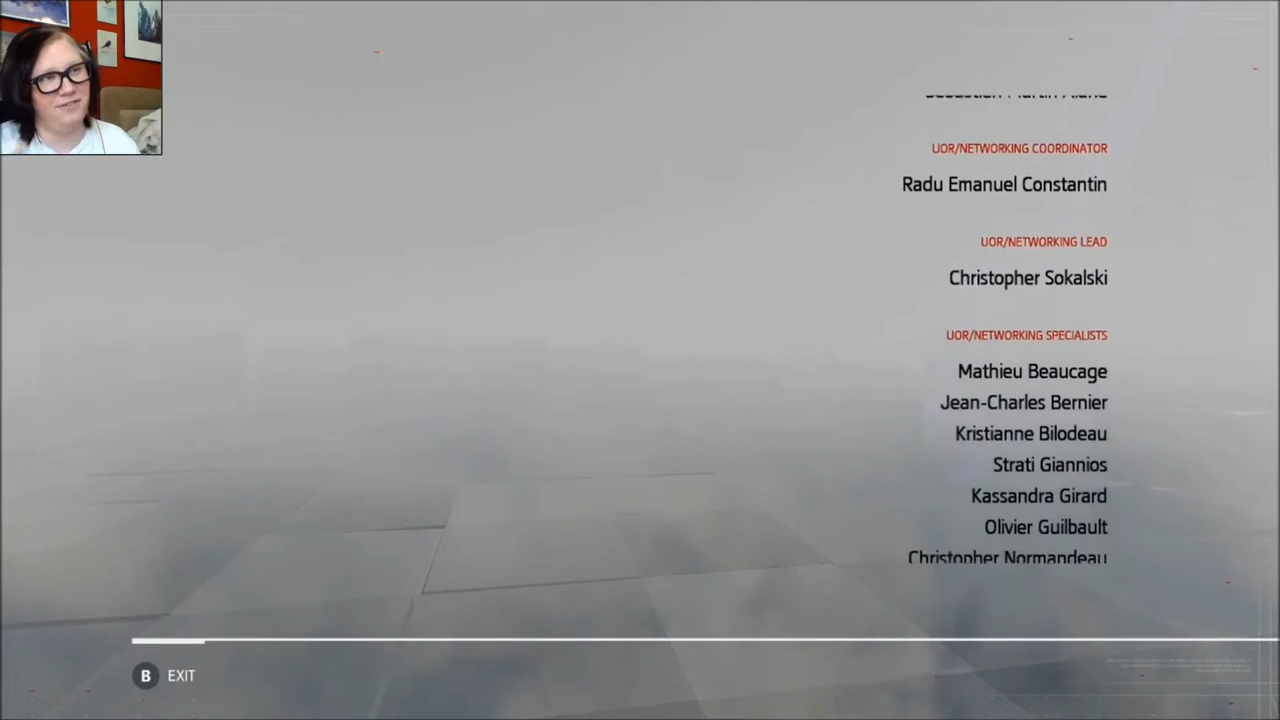 UOR/NETWORKING COORDINATOR
Radu Emanuel Constantin
UOR/NETWORKING LEAD
Christopher Sokalski
UOR/NETWORKING SPECIALISTS
Mathieu Beaucage
Jean-Charles Bernier
Kristianne Bilodeau
Strati Giannios
Kassandra Girard
Olivier Guilbault
Christopher Normandeau
B EXIT